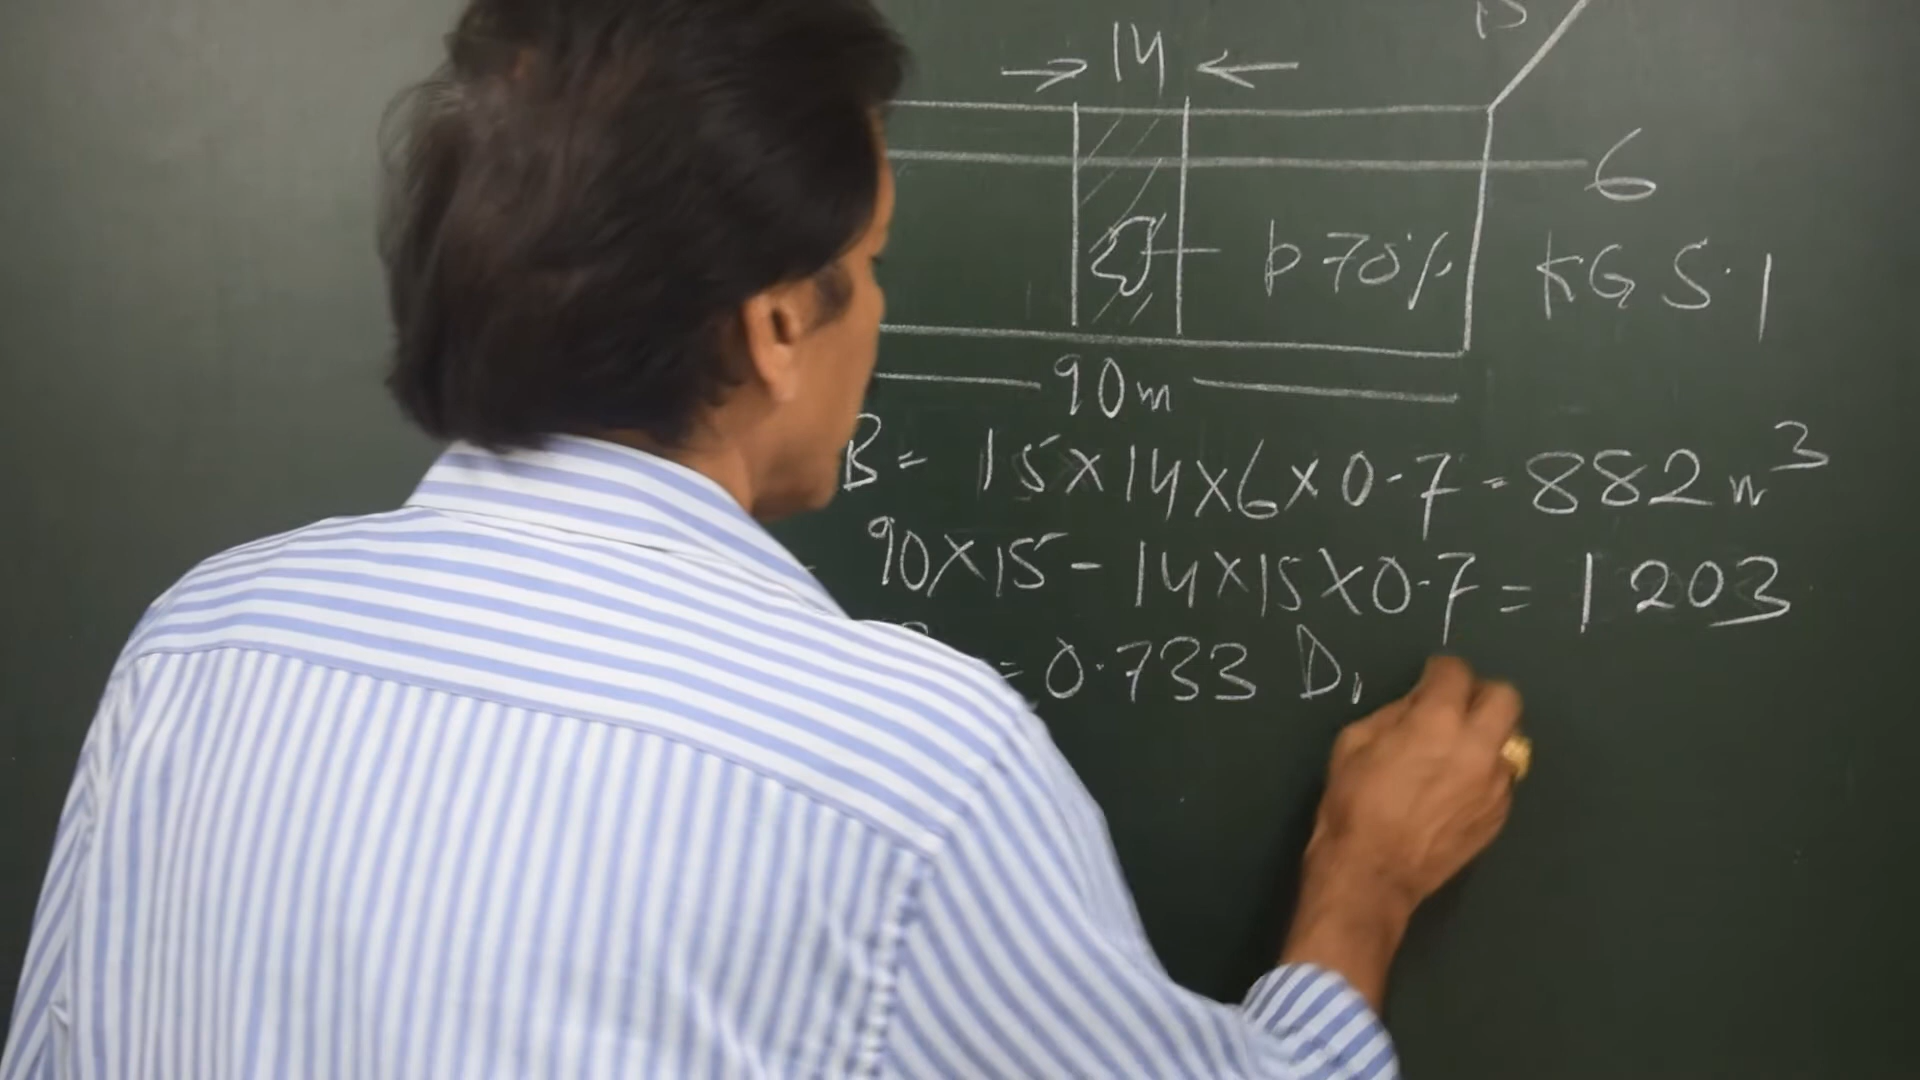 14
6
p 70%
KG 5.1
90m
B = 15×14×6×0.7 = 882 m³
90×15 - 14×15×0.7 = 1203
= 0.733 D₁